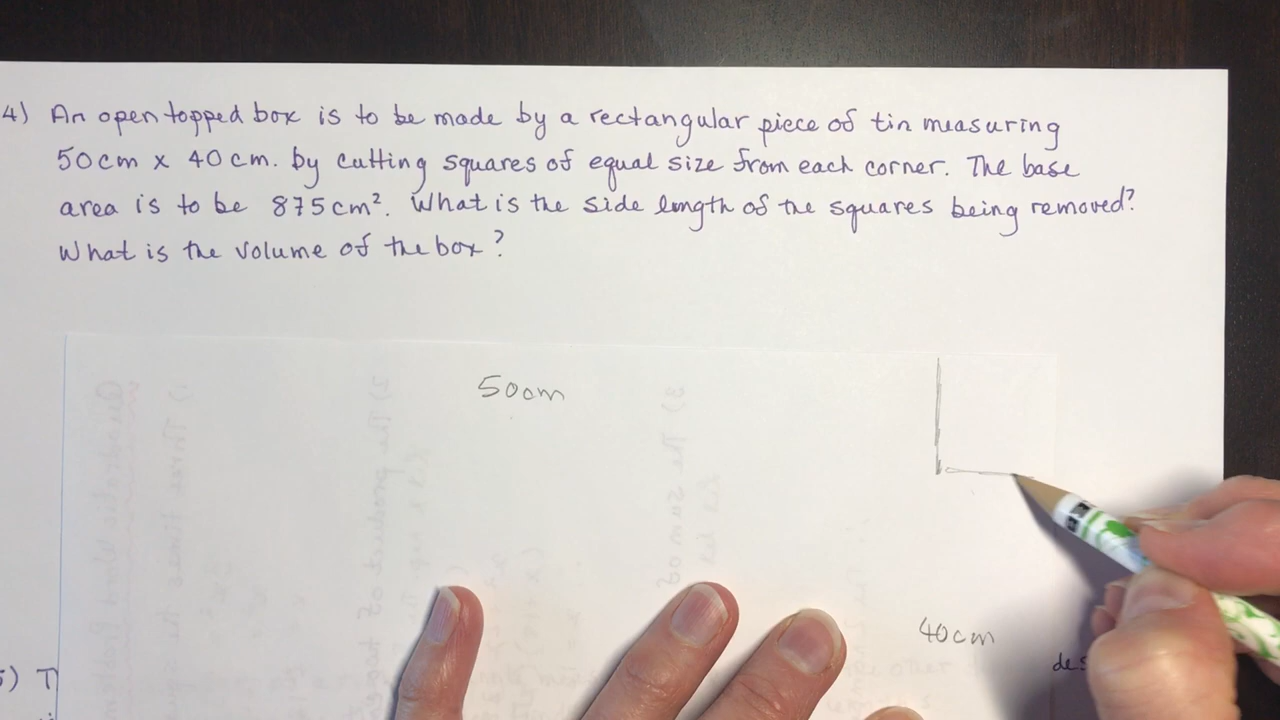 4) An open topped box is to be made by a rectangular piece of tin measuring
50cm x 40cm. by cutting squares of equal size from each corner. The base
area is to be 875cm². What is the side length of the squares being removed?
What is the volume of the box?
50cm
40cm
5) T
des